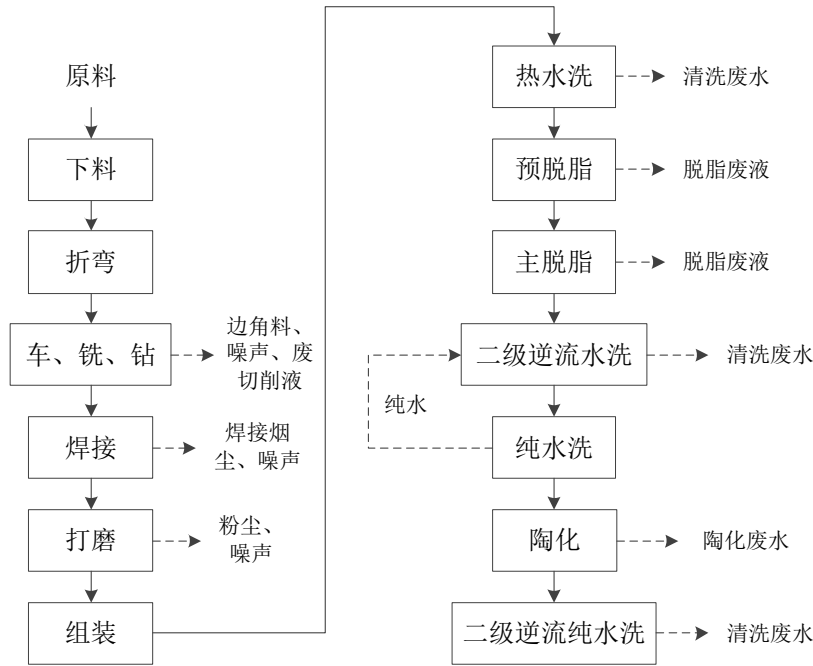 原料
下料
折弯
车、铣、钻
边角料、
噪声、废
切削液
焊接
焊接烟
尘、噪声
打磨
粉尘、
噪声
组装
热水洗
清洗废水
预脱脂
脱脂废液
主脱脂
脱脂废液
二级逆流水洗
清洗废水
纯水
纯水洗
陶化
陶化废水
二级逆流纯水洗
清洗废水